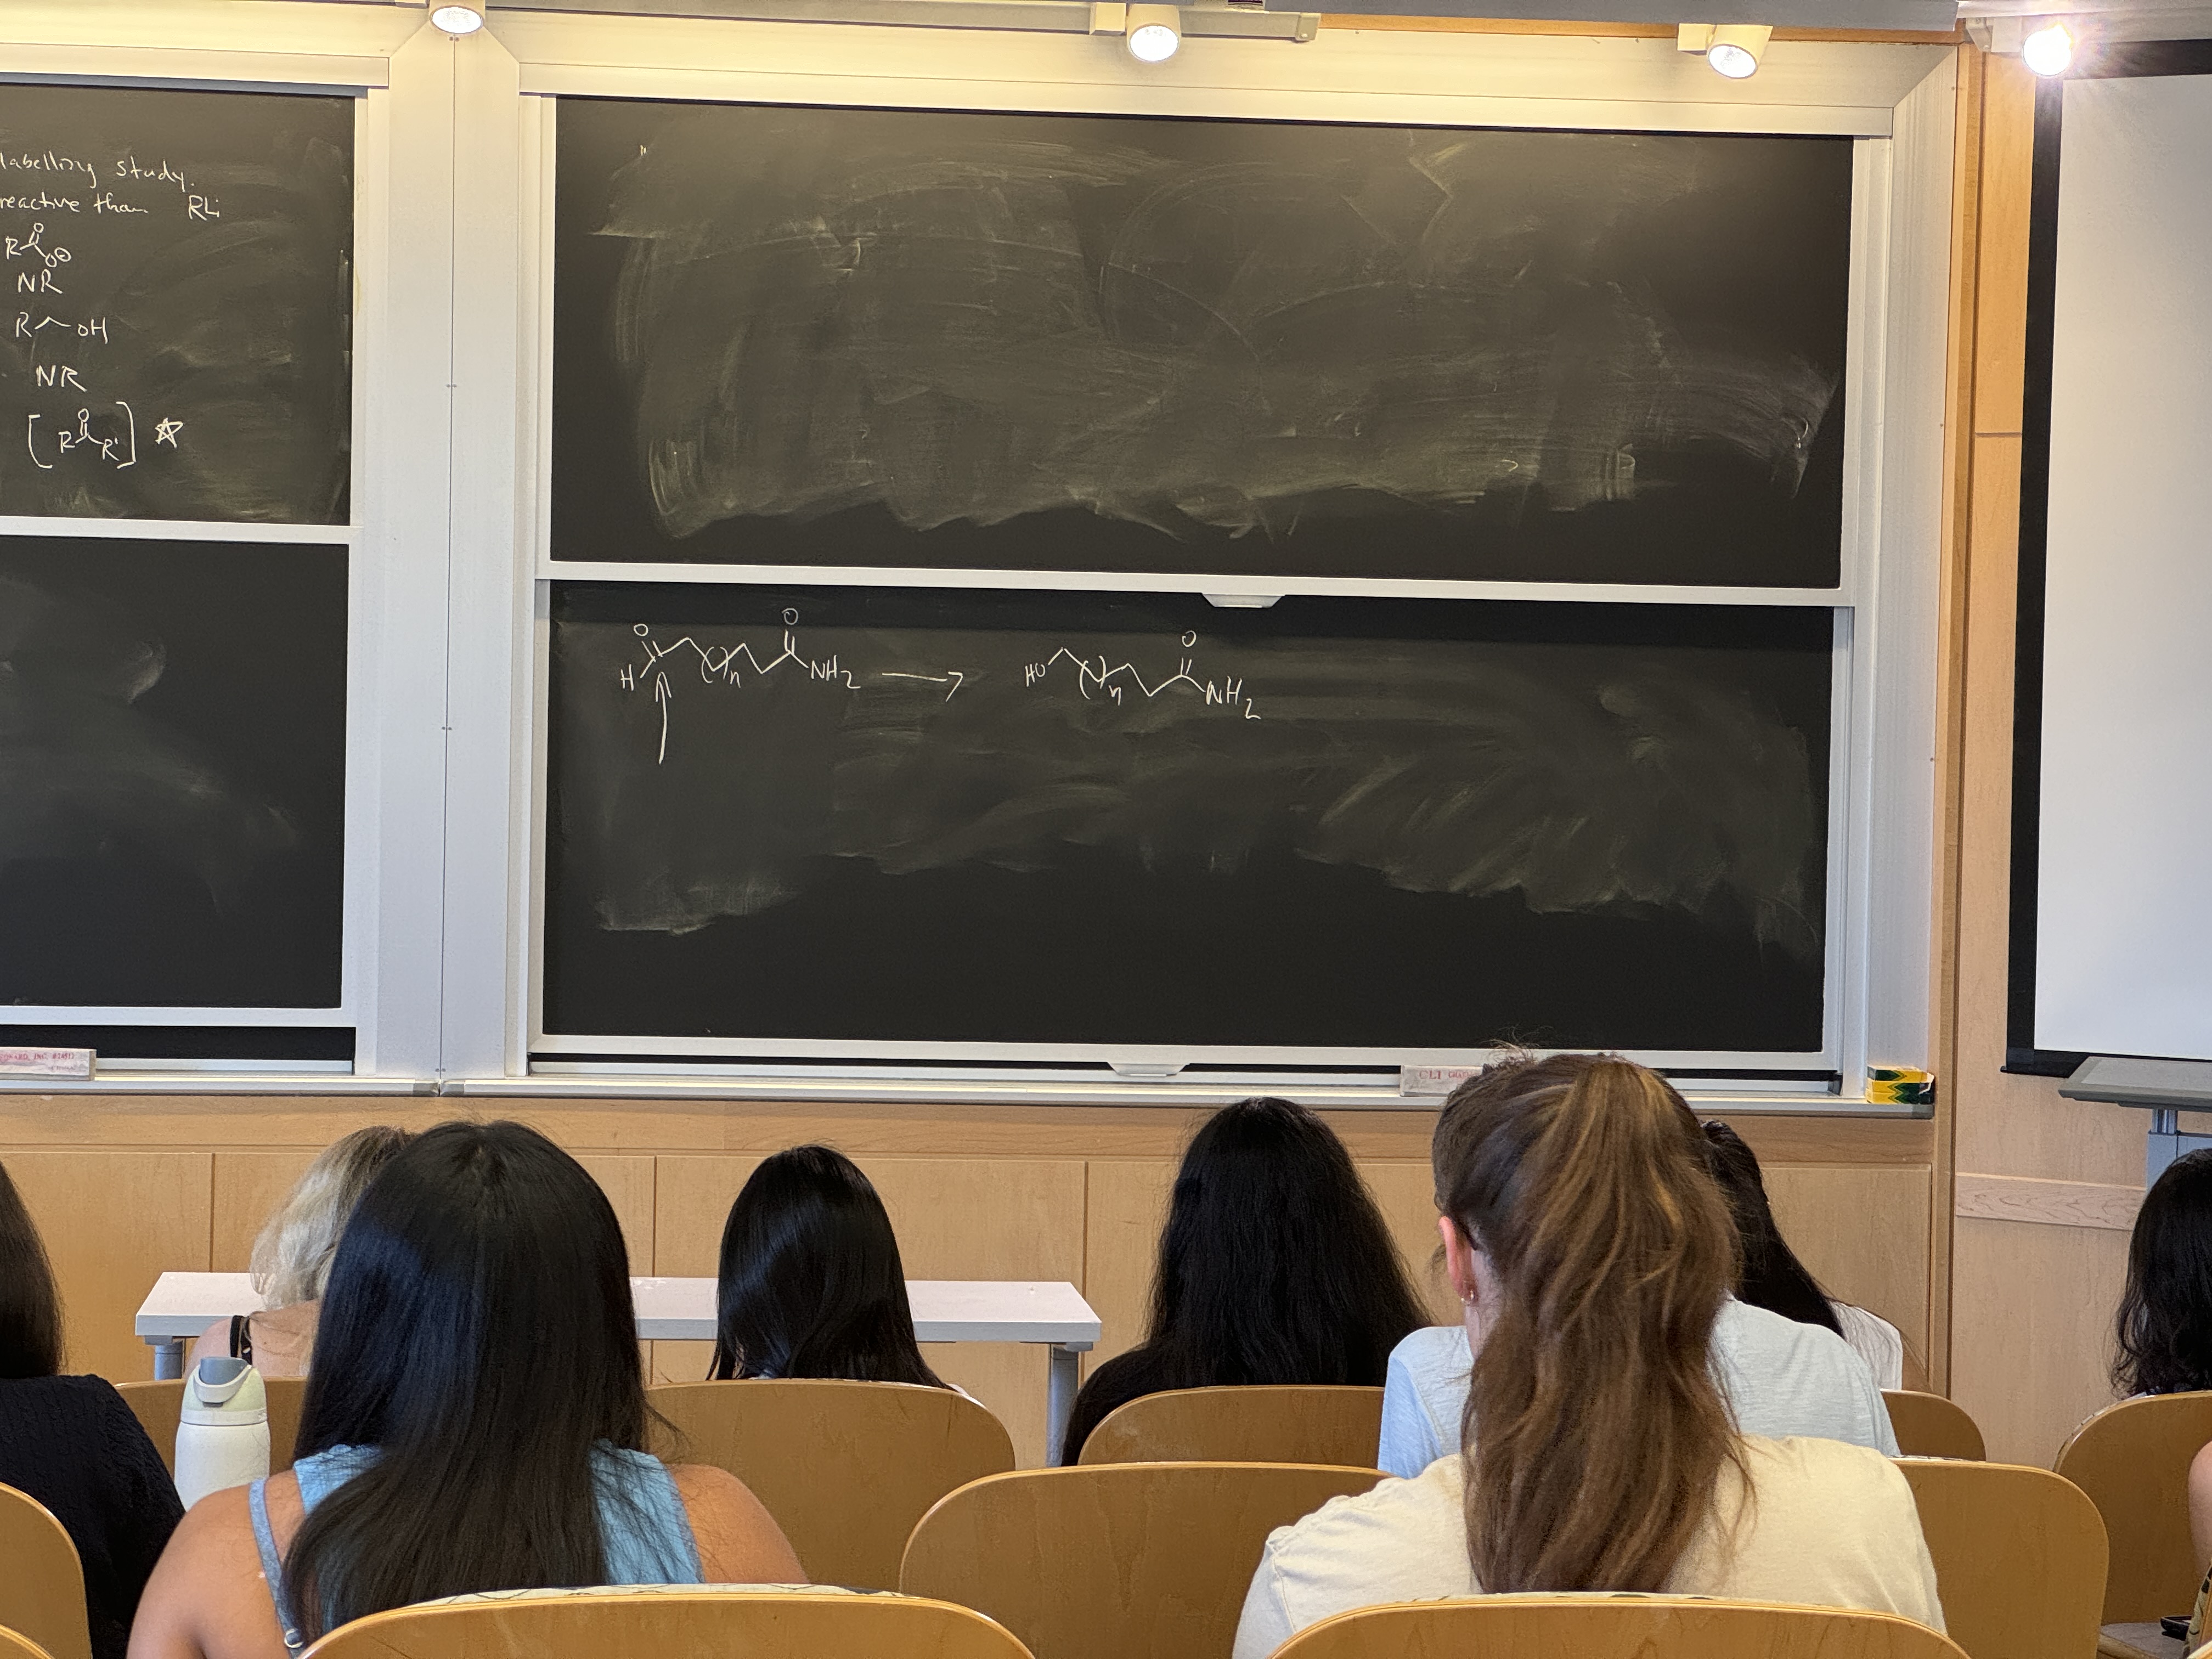 labelling study.
reactive than RLi
R O O⊖
NR
R OH
NR
[R O R'] ☆
O O O
H ( )n NH2 → HO ( )n NH2